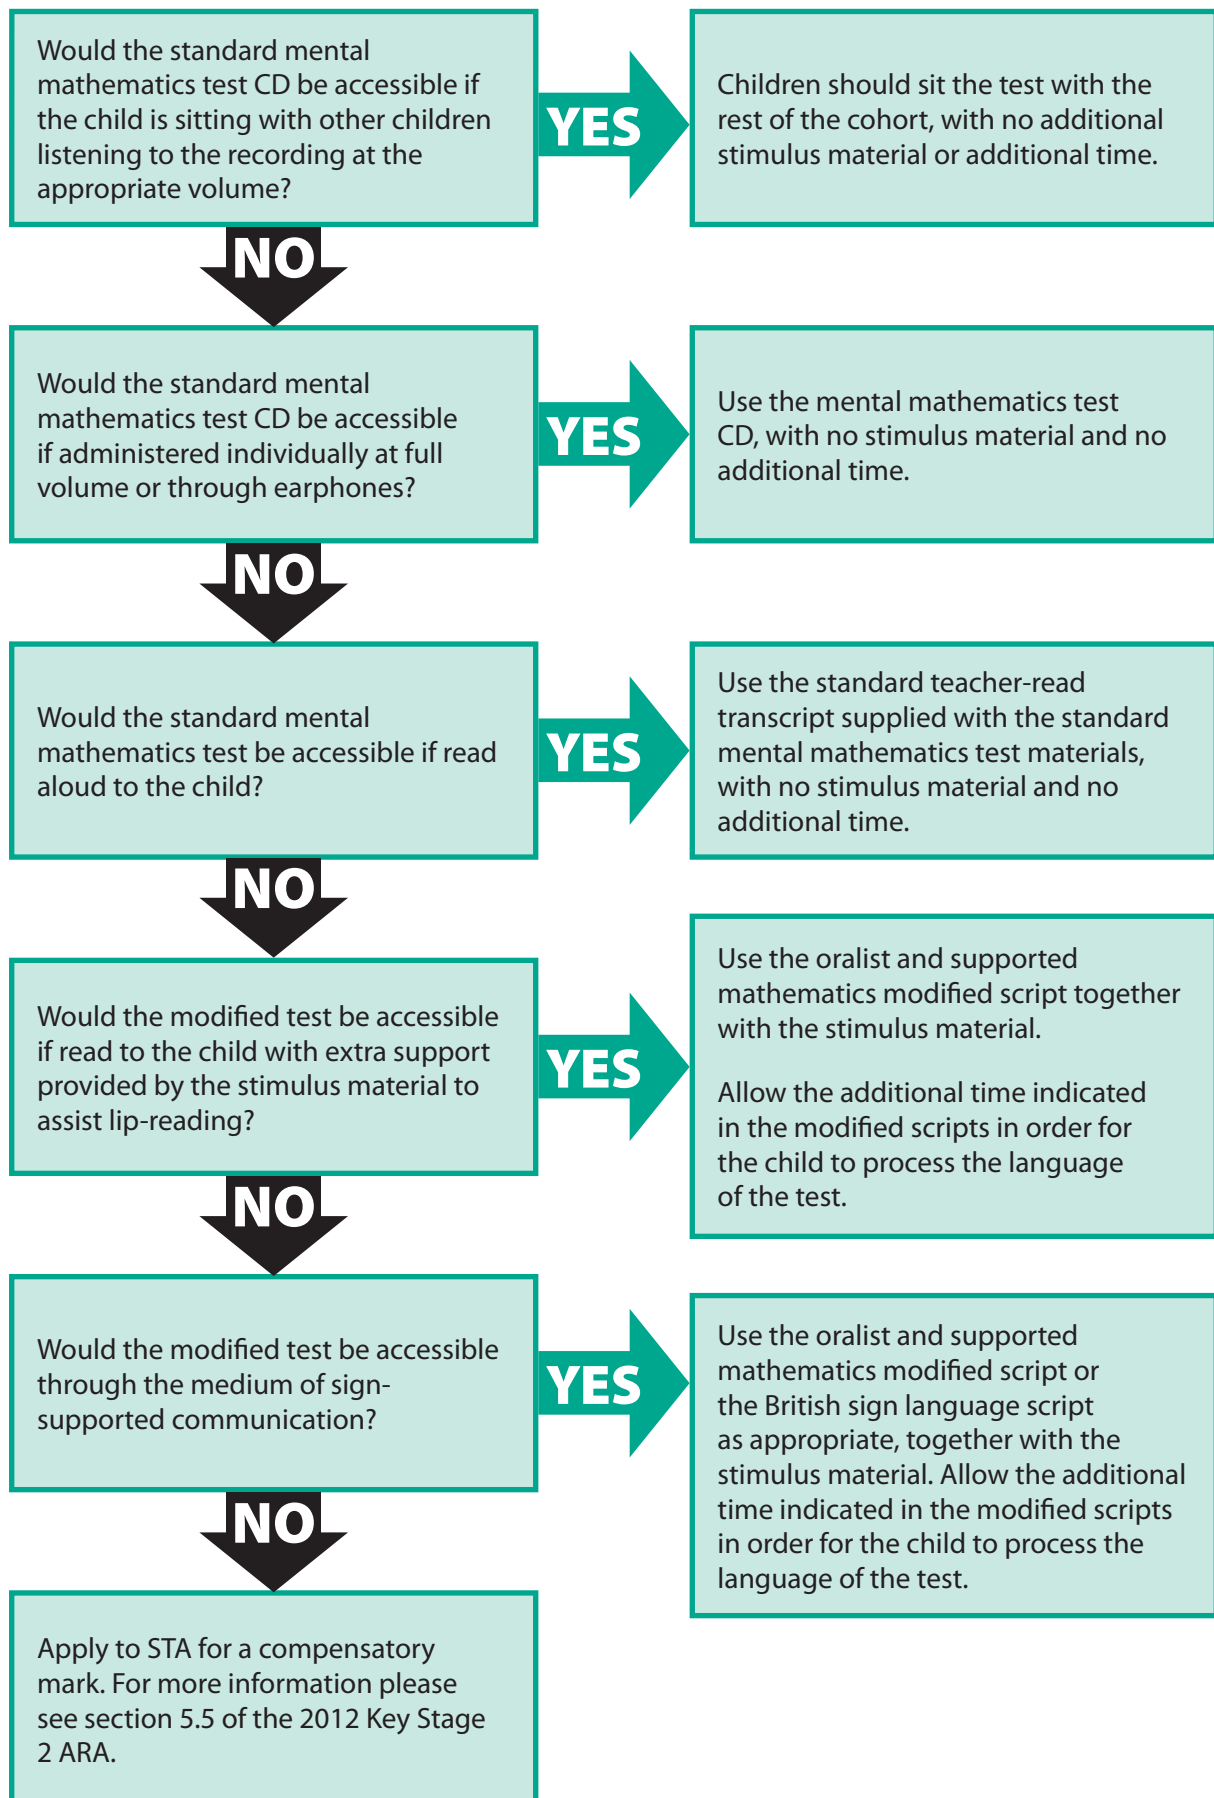 Would the standard mental
mathematics test CD be accessible if
the child is sitting with other children
listening to the recording at the
appropriate volume?
YES
Children should sit the test with the
rest of the cohort, with no additional
stimulus material or additional time.
NO
Would the standard mental
mathematics test CD be accessible
if administered individually at full
volume or through earphones?
YES
Use the mental mathematics test
CD, with no stimulus material and no
additional time.
NO
Would the standard mental
mathematics test be accessible if read
aloud to the child?
YES
Use the standard teacher-read
transcript supplied with the standard
mental mathematics test materials,
with no stimulus material and no
additional time.
NO
Would the modified test be accessible
if read to the child with extra support
provided by the stimulus material to
assist lip-reading?
YES
Use the oralist and supported
mathematics modified script together
with the stimulus material.
Allow the additional time indicated
in the modified scripts in order for
the child to process the language
of the test.
NO
Would the modified test be accessible
through the medium of sign-
supported communication?
YES
Use the oralist and supported
mathematics modified script or
the British sign language script
as appropriate, together with the
stimulus material. Allow the additional
time indicated in the modified scripts
in order for the child to process the
language of the test.
NO
Apply to STA for a compensatory
mark. For more information please
see section 5.5 of the 2012 Key Stage
2 ARA.